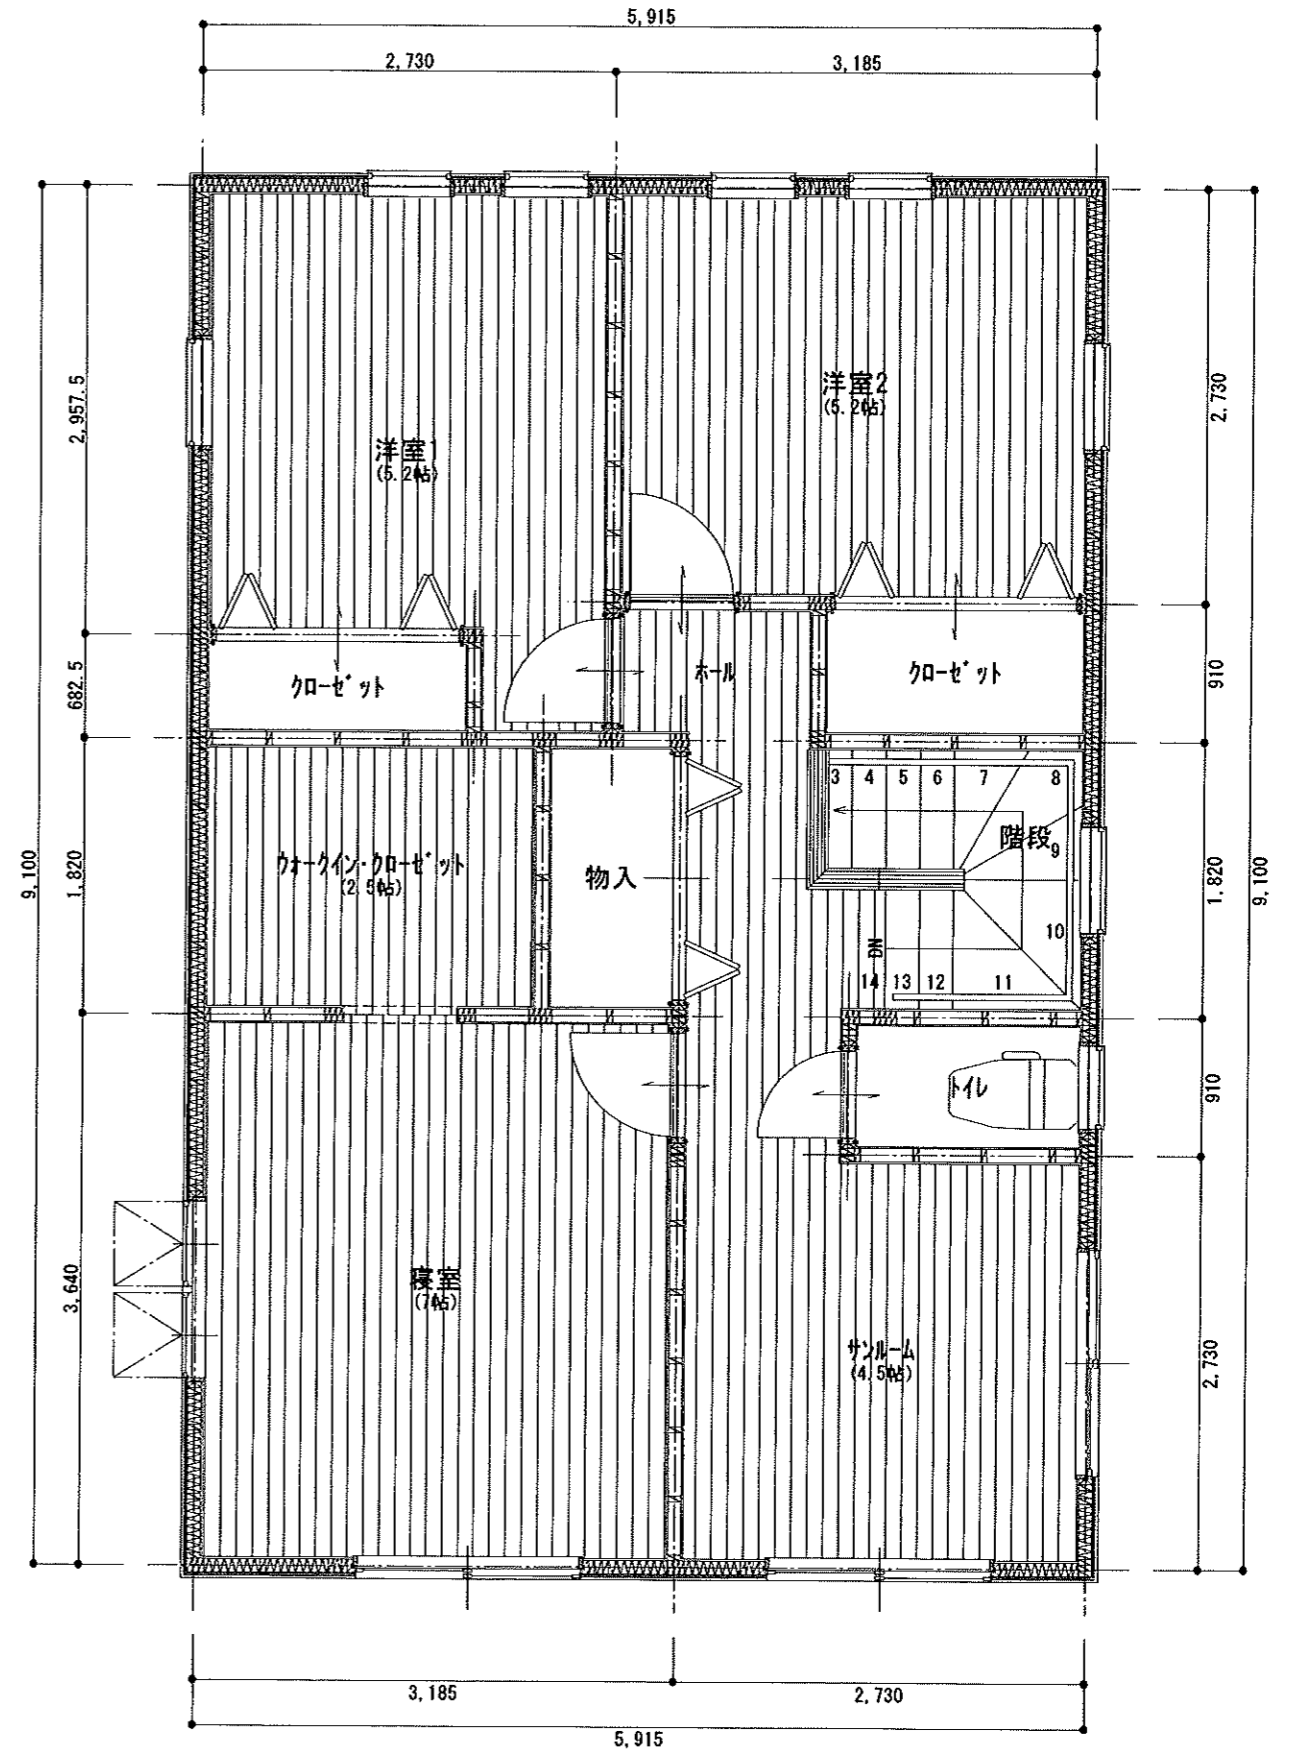 5,915
2,730
3,185
2,957.5
682.5
1,820
3,640
9,100
2,730
910
1,820
910
2,730
9,100
洋室1
(5.2帖)
洋室2
(5.2帖)
クローゼット
ホール
クローゼット
3 4 5 6 7 8
階段
9
10
DN
14 13 12 11
ウォークイン・クローゼット
(2.5帖)
物入
トイレ
寝室
(7帖)
サンルーム
(4.5帖)
3,185
2,730
5,915